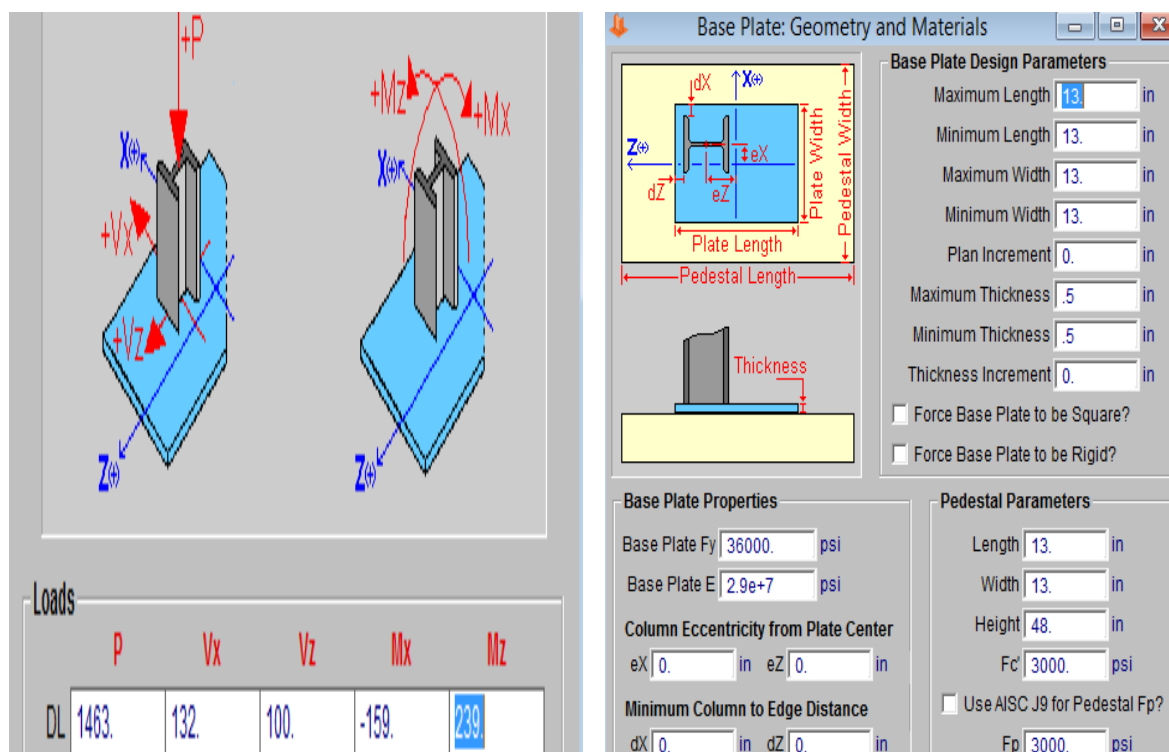 +P
X(+)
+Vx
+Vz
Z(+)
+Mz
+Mx
X(+)
Z(+)
Loads
P Vx Vz Mx Mz
DL 1463. 132. 100. -159. 239.
Base Plate: Geometry and Materials
dX
X(+)
Z(+)
eX
dZ
eZ
Plate Width
Pedestal Width
Plate Length
Pedestal Length
Thickness
Base Plate Design Parameters
Maximum Length 13. in
Minimum Length 13. in
Maximum Width 13. in
Minimum Width 13. in
Plan Increment 0. in
Maximum Thickness .5 in
Minimum Thickness .5 in
Thickness Increment 0. in
Force Base Plate to be Square?
Force Base Plate to be Rigid?
Base Plate Properties
Base Plate Fy 36000. psi
Base Plate E 2.9e+7 psi
Column Eccentricity from Plate Center
eX 0. in eZ 0. in
Minimum Column to Edge Distance
dX 0. in dZ 0. in
Pedestal Parameters
Length 13. in
Width 13. in
Height 48. in
Fc' 3000. psi
Use AISC J9 for Pedestal Fp?
Fp 3000. psi